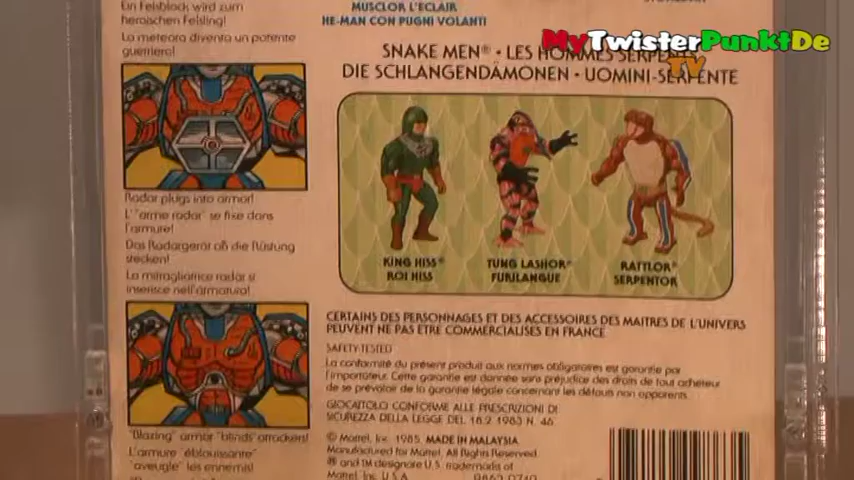 Ein Felsblock wird zum
heroischen Felsling!
La meteora diventa un potente
guerriero!
Radar plugs into armor!
L'"arme radar" se fixe dans
l'armure!
Das Radargerät an die Rüstung
stecken!
La mitragliatrice radar si
inserisce nell'armatura!
"Blazing" armor "blinds" attackers!
L'armure "éblouissante"
"aveugle" les ennemis!
MUSCLOR L'ECLAIR
HE-MAN CON PUGNI VOLANTI
SNAKE MEN® • LES HOMMES SERPENTS
DIE SCHLANGENDÄMONEN • UOMINI-SERPENTE
KING HISS®
ROI HISS
TUNG LASHOR®
FURILANGUE
RATTLOR®
SERPENTOR
CERTAINS DES PERSONNAGES ET DES ACCESSOIRES DES MAITRES DE L'UNIVERS
PEUVENT NE PAS ETRE COMMERCIALISES EN FRANCE
SAFETY-TESTED
La conformité du présent produit aux normes obligatoires est garantie par
l'importateur. Cette garantie est donnée sans préjudice des droits de tout acheteur
de se prévaloir de la garantie légale concernant les défauts non apparents.
GIOCATTOLO CONFORME ALLE PRESCRIZIONI DI
SICUREZZA DELLA LEGGE DEL 18.2 1983 N. 46
© Mattel, Inc. 1985. MADE IN MALAYSIA.
Manufactured for Mattel. All Rights Reserved.
® and TM designate U.S. trademarks of
Mattel, Inc. U.S.A.
MyTwisterPunktDe
TV